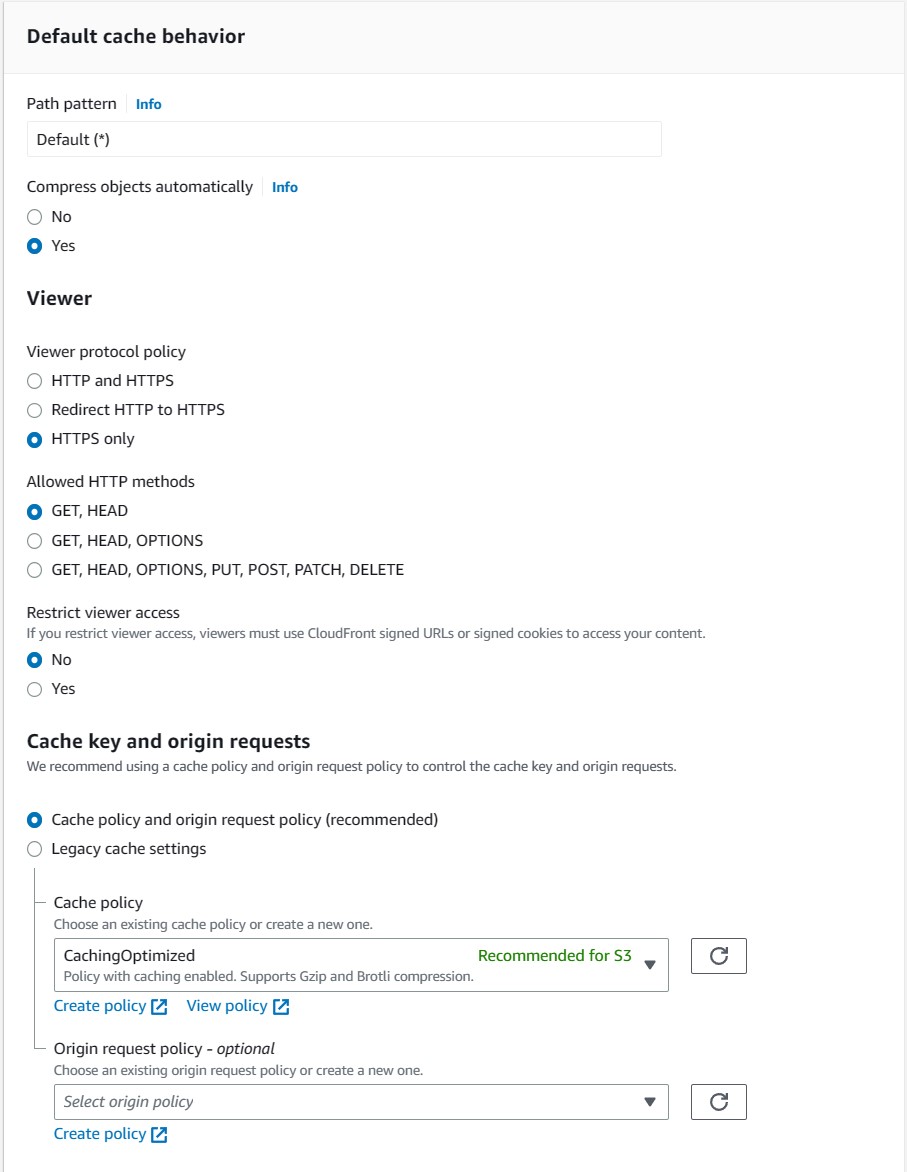 Default cache behavior
Path pattern Info
Default (*)
Compress objects automatically Info
No
Yes
Viewer
Viewer protocol policy
HTTP and HTTPS
Redirect HTTP to HTTPS
HTTPS only
Allowed HTTP methods
GET, HEAD
GET, HEAD, OPTIONS
GET, HEAD, OPTIONS, PUT, POST, PATCH, DELETE
Restrict viewer access
If you restrict viewer access, viewers must use CloudFront signed URLs or signed cookies to access your content.
No
Yes
Cache key and origin requests
We recommend using a cache policy and origin request policy to control the cache key and origin requests.
Cache policy and origin request policy (recommended)
Legacy cache settings
Cache policy
Choose an existing cache policy or create a new one.
CachingOptimized Recommended for S3
Policy with caching enabled. Supports Gzip and Brotli compression.
Create policy View policy
Origin request policy - optional
Choose an existing origin request policy or create a new one.
Select origin policy
Create policy